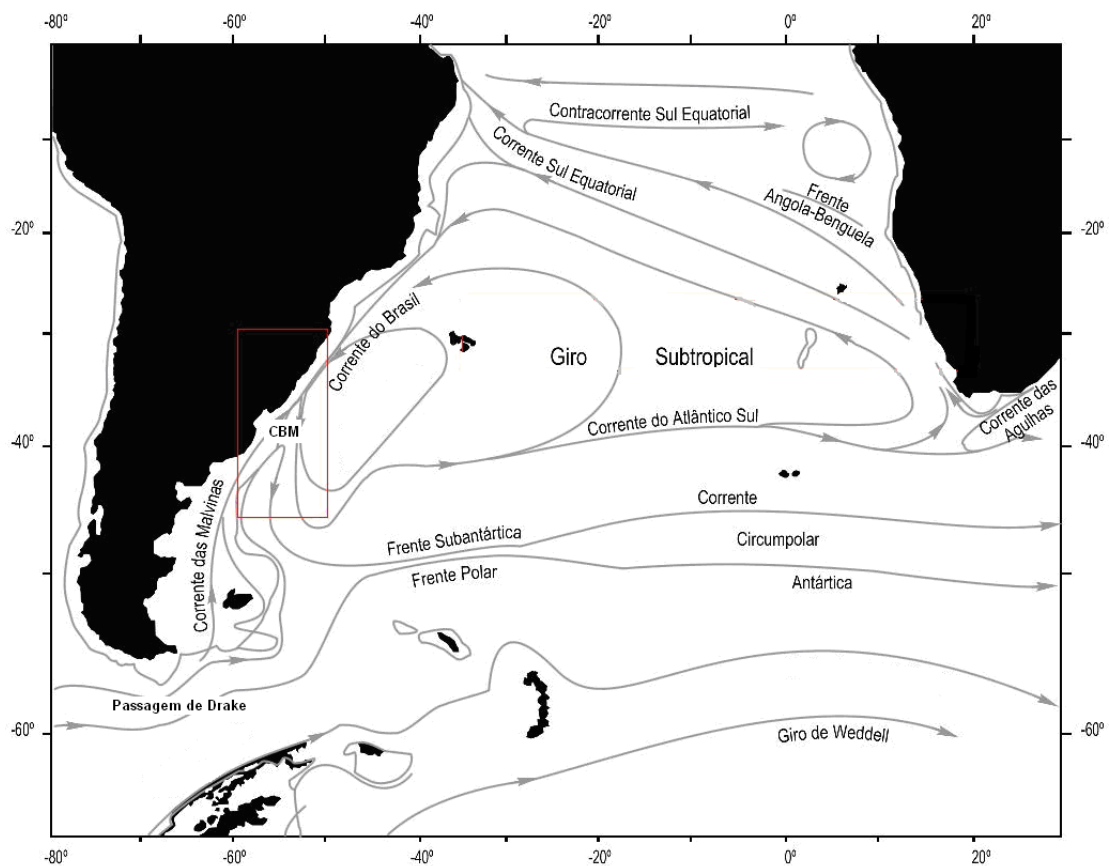 -80º -60º -40º -20º 0º 20º
Contracorrente Sul Equatorial
Corrente Sul Equatorial
Frente
Angola-Benguela
-20º -20º
Corrente do Brasil
Giro Subtropical
Corrente do Atlântico Sul
Corrente das
Agulhas
CBM
-40º -40º
Corrente das Malvinas
Corrente
Frente Subantártica
Circumpolar
Frente Polar
Antártica
Passagem de Drake
-60º -60º
Giro de Weddell
-80º -60º -40º -20º 0º 20º